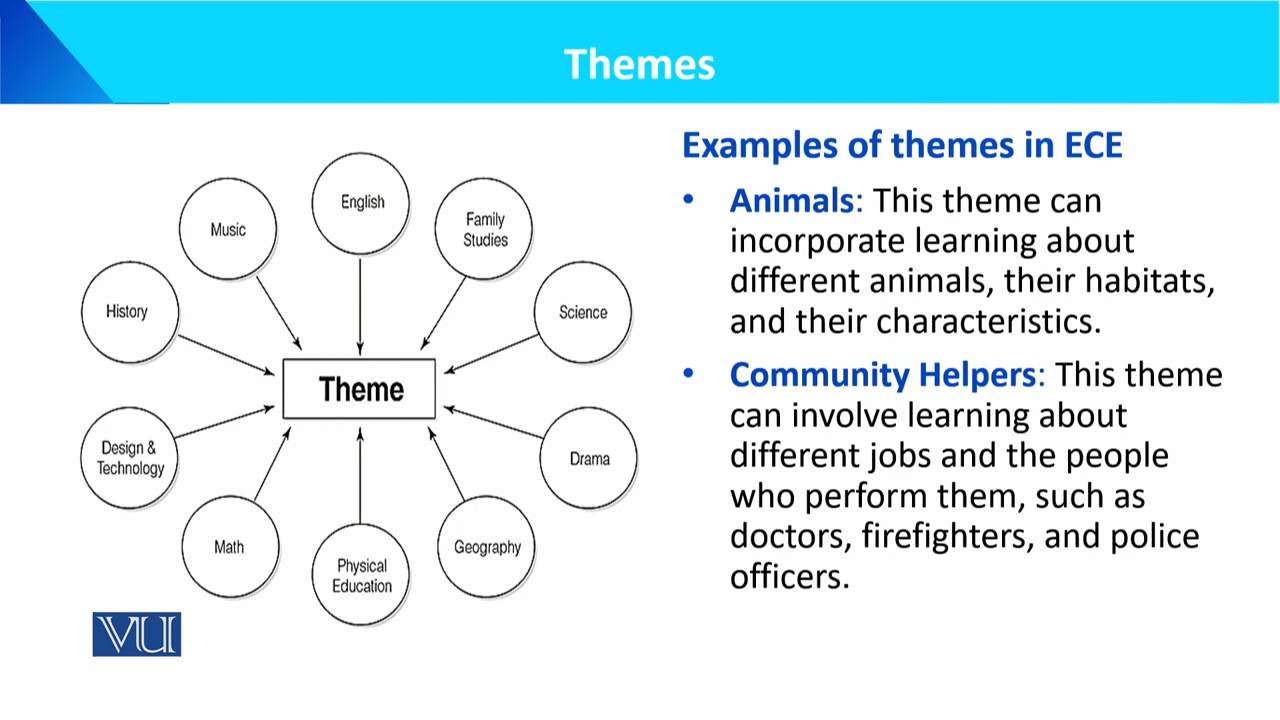 Themes
English
Music
Family
Studies
History
Science
Theme
Design &
Technology
Drama
Math
Physical
Education
Geography
VU
Examples of themes in ECE
• Animals: This theme can
incorporate learning about
different animals, their habitats,
and their characteristics.
• Community Helpers: This theme
can involve learning about
different jobs and the people
who perform them, such as
doctors, firefighters, and police
officers.